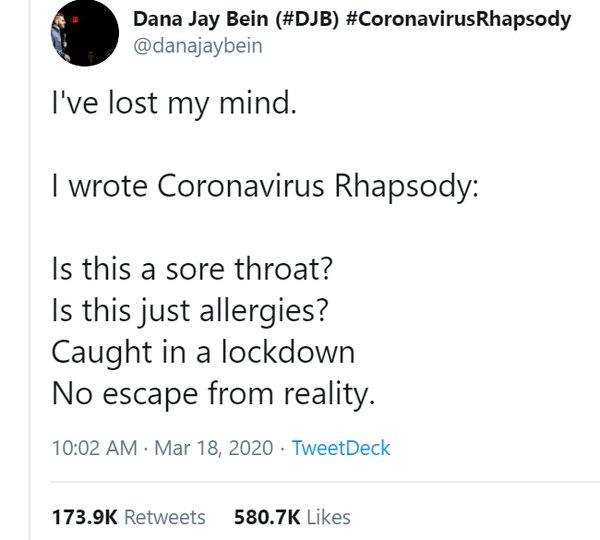 Dana Jay Bein (#DJB) #CoronavirusRhapsody
@danajaybein
I've lost my mind.
I wrote Coronavirus Rhapsody:
Is this a sore throat?
Is this just allergies?
Caught in a lockdown
No escape from reality.
10:02 AM · Mar 18, 2020 · TweetDeck
173.9K Retweets 580.7K Likes